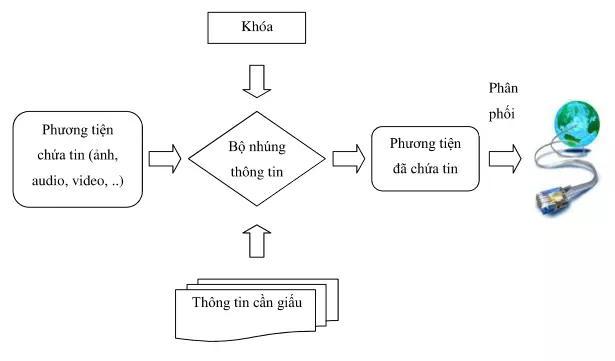 Khóa
Phân
phối
Phương tiện
chứa tin (ảnh,
audio, video, ..)
Bộ nhúng
thông tin
Phương tiện
đã chứa tin
Thông tin cần giấu